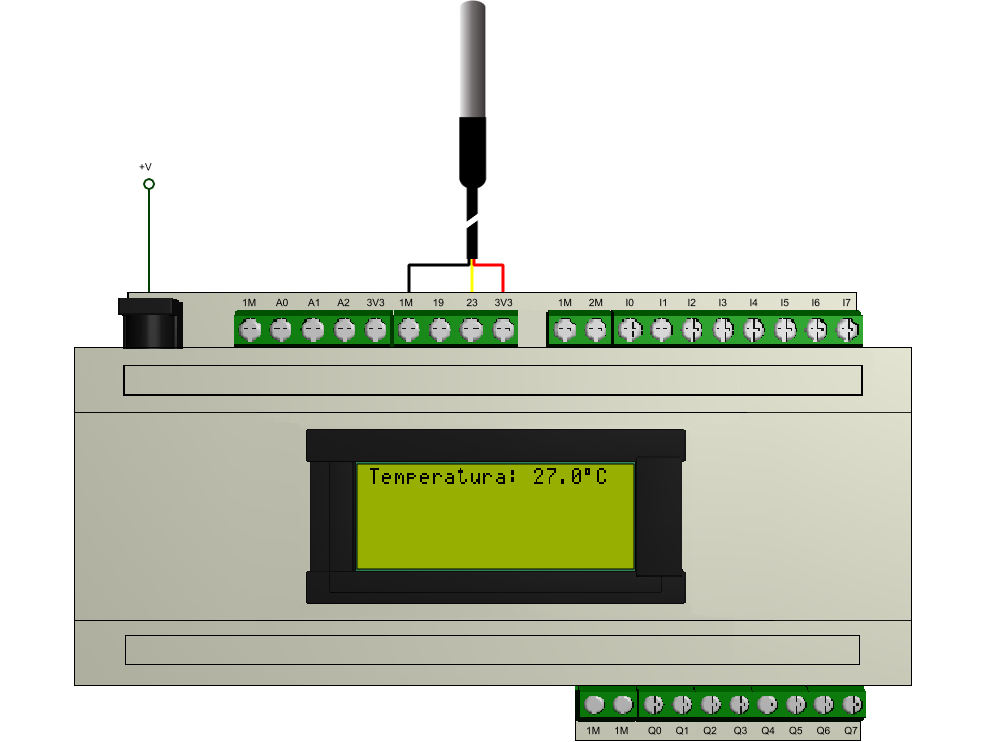 +V
1M A0 A1 A2 3V3 1M 19 23 3V3 1M 2M I0 I1 I2 I3 I4 I5 I6 I7
Temperatura: 27.0°C
1M 1M Q0 Q1 Q2 Q3 Q4 Q5 Q6 Q7